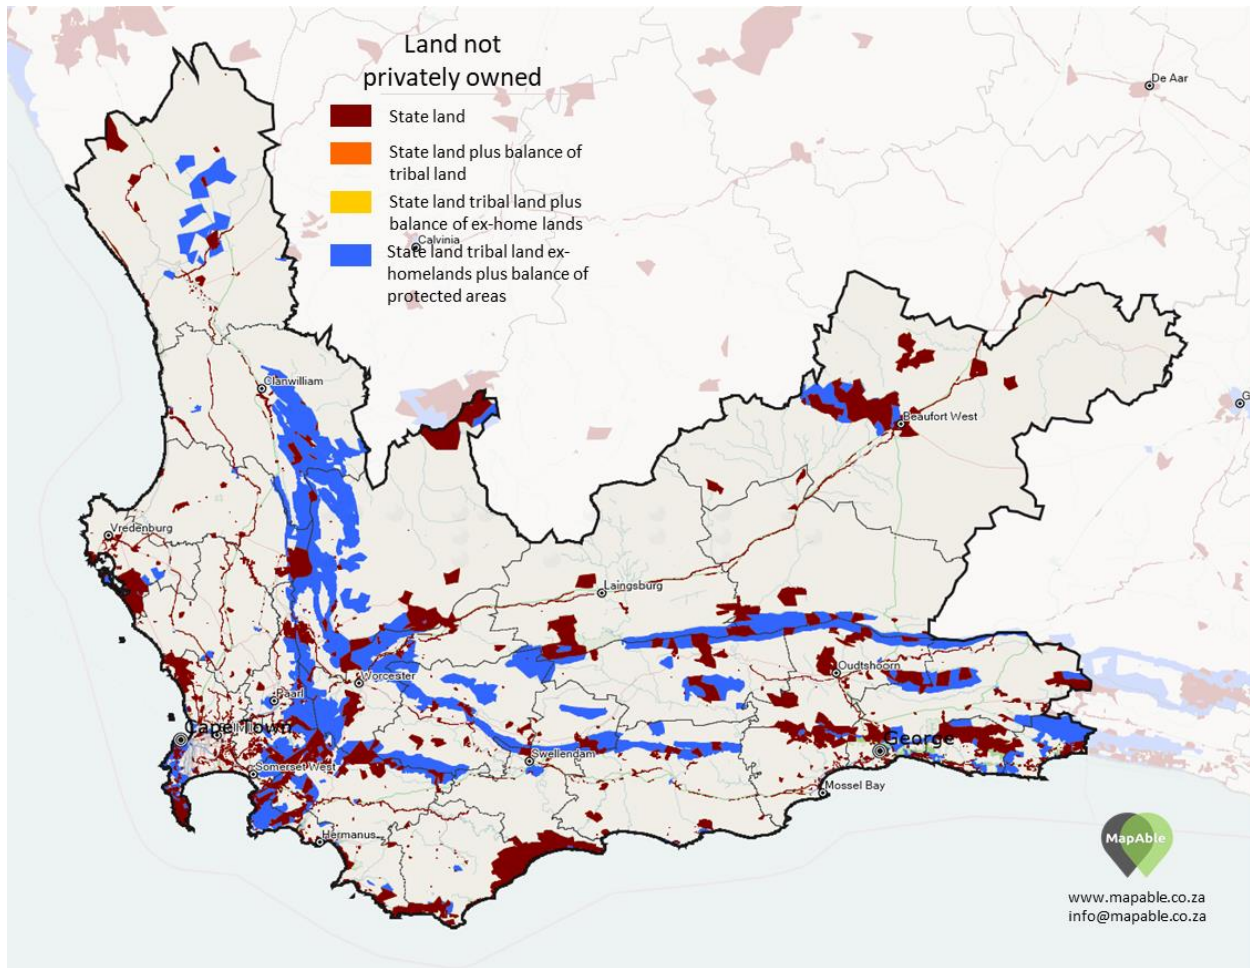 Land not
privately owned
State land
State land plus balance of
tribal land
State land tribal land plus
balance of ex-home lands
State land tribal land ex-
homelands plus balance of
protected areas
De Aar
Calvinia
Clanwilliam
Beaufort West
G
Vredenburg
Laingsburg
Oudtshoorn
Worcester
Paarl
Cape Town
George
Swellendam
Somerset West
Mossel Bay
Hermanus
MapAble
www.mapable.co.za
info@mapable.co.za